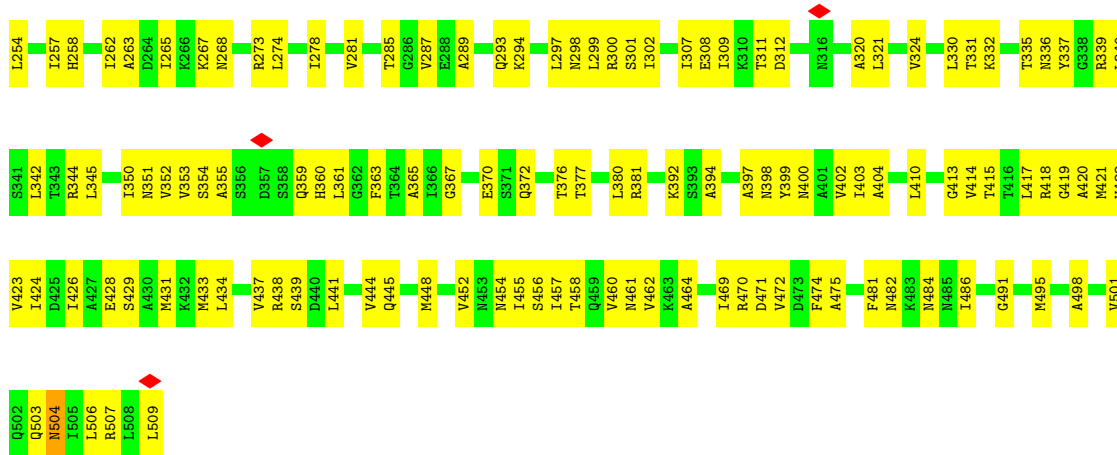 L254 I257 H258 I262 A263 D264 I265 K266 K267 N268 R273 L274 I278 V281 T285 G286 V287 E288 A289 Q293 K294 L297 N298 L299 R300 S301 I302 I307 E308 I309 K310 T311 D312 N316 A320 L321 V324 L330 T331 K332 T335 N336 Y337 G338 R339
S341 L342 T343 R344 L345 I350 N351 V352 V353 S354 A355 S356 D357 S358 Q359 H360 L361 G362 F363 T364 A365 I366 G367 E370 S371 Q372 T376 T377 L380 R381 K392 S393 A394 A397 N398 Y399 N400 A401 V402 I403 A404 L410 G413 V414 T415 T416 L417 R418 G419 A420 M421
V423 I424 D425 I426 A427 E428 S429 A430 M431 K432 M433 L434 V437 R438 S439 D440 L441 V444 Q445 M448 V452 N453 N454 I455 S456 I457 T458 Q459 V460 N461 V462 K463 A464 I469 R470 D471 V472 D473 F474 A475 F481 N482 K483 N484 N485 I486 G491 M495 A498 V501
Q502 Q503 N504 I505 L506 R507 L508 L509